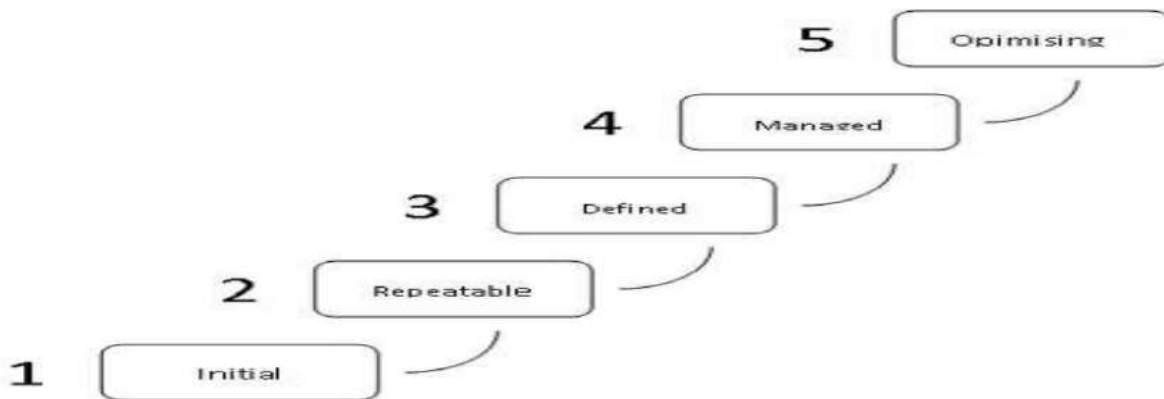 5 Opimising
4 Managed
3 Defined
2 Repeatable
1 Initial